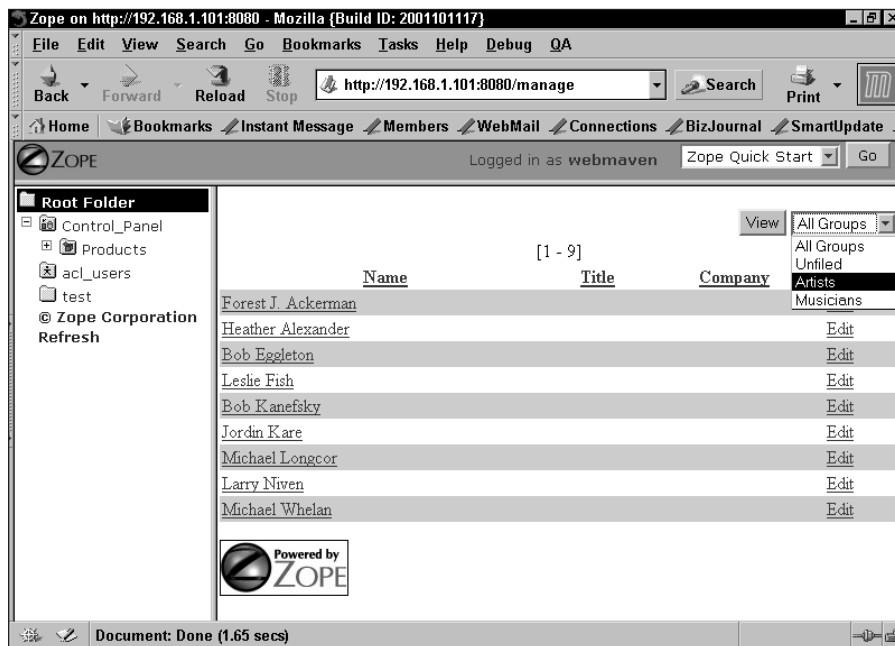 Zope on http://192.168.1.101:8080 - Mozilla {Build ID: 2001101117}
File Edit View Search Go Bookmarks Tasks Help Debug QA
Back Forward Reload Stop http://192.168.1.101:8080/manage Search Print
Home Bookmarks Instant Message Members WebMail Connections BizJournal SmartUpdate
ZOPE Logged in as webmaven Zope Quick Start Go
Root Folder
Control_Panel
Products
acl_users
test
© Zope Corporation
Refresh
View All Groups
All Groups
Unfiled
Artists
Musicians
[1 - 9]
Name Title Company
Forest J. Ackerman
Heather Alexander Edit
Bob Eggleton Edit
Leslie Fish Edit
Bob Kanefsky Edit
Jordin Kare Edit
Michael Longcor Edit
Larry Niven Edit
Michael Whelan Edit
Powered by
ZOPE
Document: Done (1.65 secs)